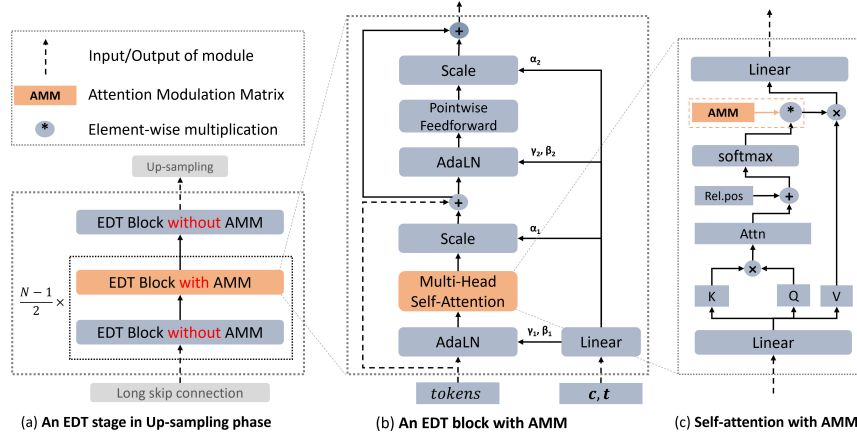 Input/Output of module
AMM Attention Modulation Matrix
* Element-wise multiplication
Up-sampling
EDT Block without AMM
EDT Block with AMM
N − 1
2 ×
EDT Block without AMM
Long skip connection
(a) An EDT stage in Up-sampling phase
+
Scale
α₂
Pointwise
Feedforward
AdaLN
γ₂, β₂
+
Scale
α₁
Multi-Head
Self-Attention
AdaLN
γ₁, β₁
Linear
tokens
c, t
(b) An EDT block with AMM
Linear
AMM
*
×
softmax
Rel.pos
+
Attn
×
K
Q
V
Linear
(c) Self-attention with AMM